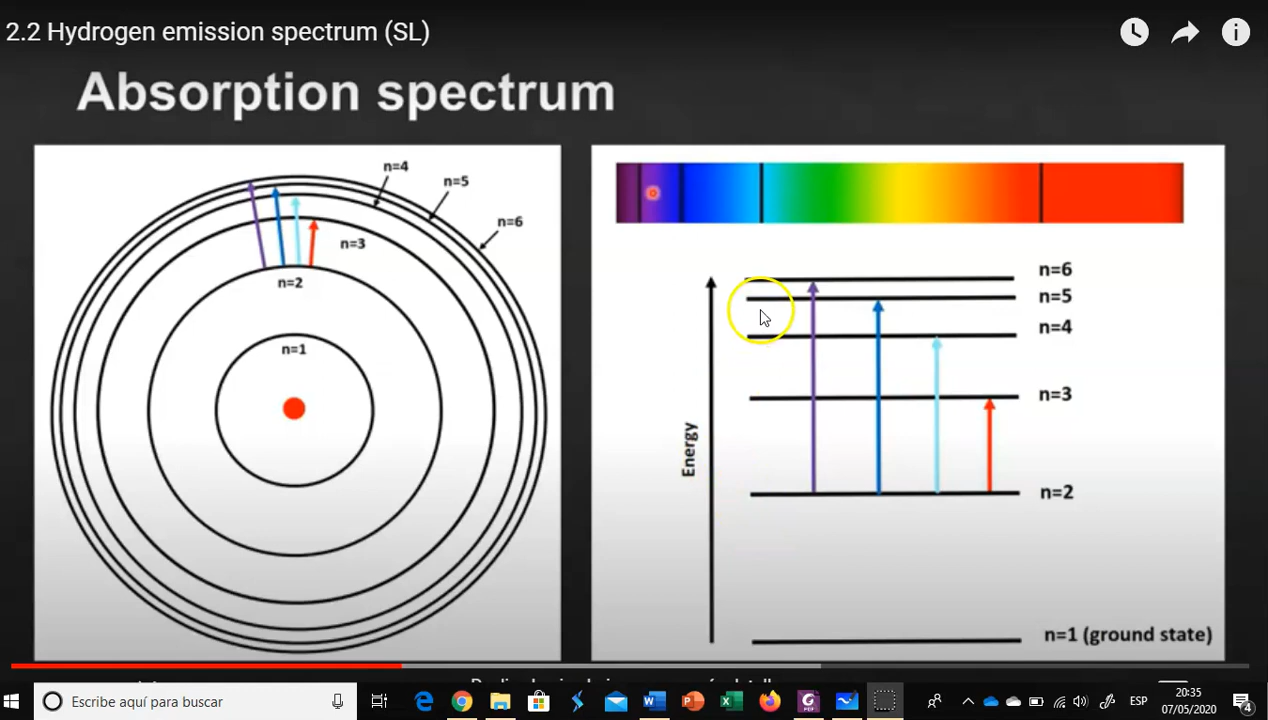 2.2 Hydrogen emission spectrum (SL)
Absorption spectrum
n=4
n=5
n=6
n=3
n=2
n=1
n=6
n=5
n=4
n=3
Energy
n=2
n=1 (ground state)
Escribe aquí para buscar
ESP
20:35
07/05/2020
4